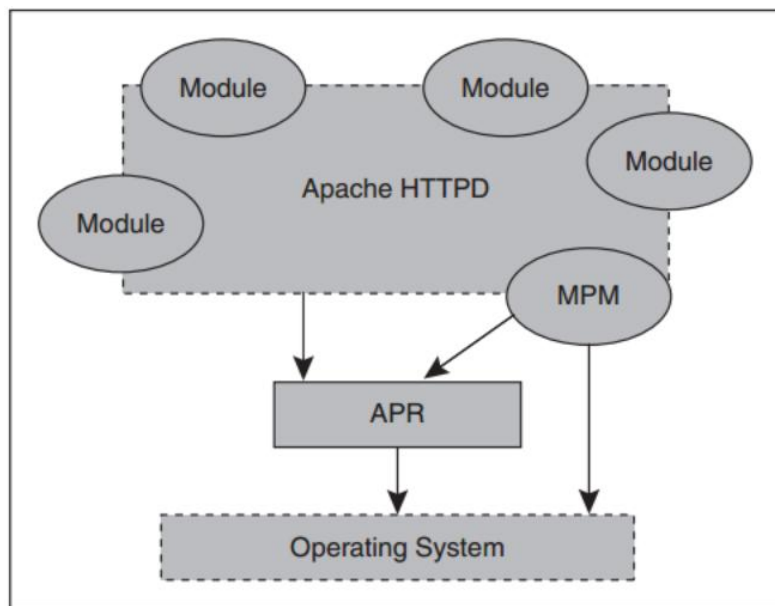 Module
Module
Module
Apache HTTPD
Module
MPM
APR
Operating System